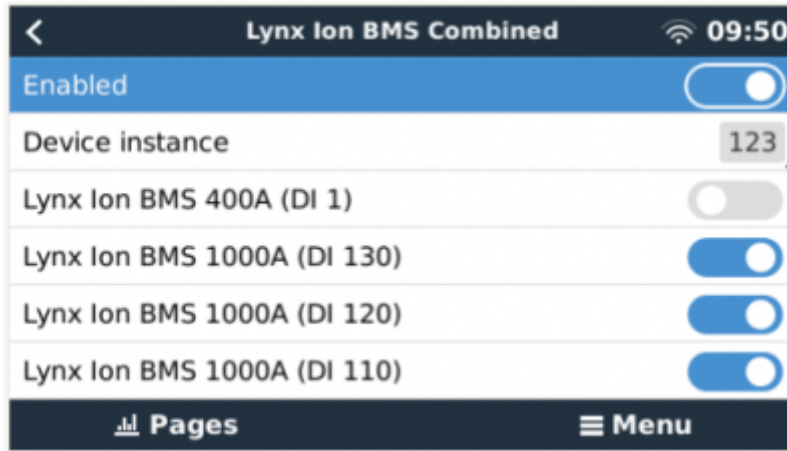 Lynx Ion BMS Combined 09:50
Enabled
Device instance 123
Lynx Ion BMS 400A (DI 1)
Lynx Ion BMS 1000A (DI 130)
Lynx Ion BMS 1000A (DI 120)
Lynx Ion BMS 1000A (DI 110)
Pages Menu